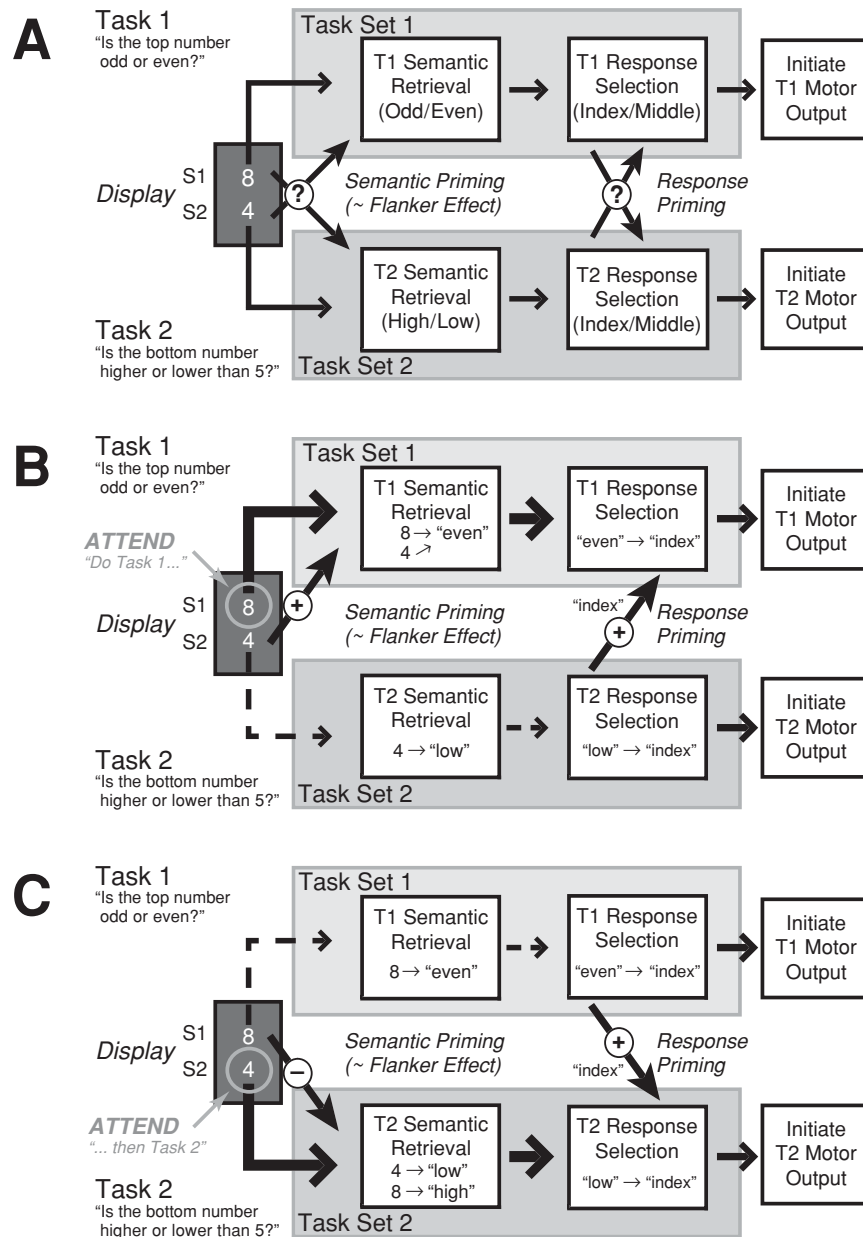 A
Task 1
“Is the top number
odd or even?”
Task Set 1
T1 Semantic
Retrieval
(Odd/Even)
T1 Response
Selection
(Index/Middle)
Initiate
T1 Motor
Output
Display
S1
8
S2
4
?
Semantic Priming
(~ Flanker Effect)
?
Response
Priming
T2 Semantic
Retrieval
(High/Low)
T2 Response
Selection
(Index/Middle)
Initiate
T2 Motor
Output
Task 2
“Is the bottom number
higher or lower than 5?”
Task Set 2
B
Task 1
“Is the top number
odd or even?”
Task Set 1
T1 Semantic
Retrieval
8 → “even”
4 ↗
T1 Response
Selection
“even” → “index”
Initiate
T1 Motor
Output
ATTEND
“Do Task 1...”
Display
S1
8
S2
4
+
Semantic Priming
(~ Flanker Effect)
“index”
+
Response
Priming
T2 Semantic
Retrieval
4 → “low”
T2 Response
Selection
“low” → “index”
Initiate
T2 Motor
Output
Task 2
“Is the bottom number
higher or lower than 5?”
Task Set 2
C
Task 1
“Is the top number
odd or even?”
Task Set 1
T1 Semantic
Retrieval
8 → “even”
T1 Response
Selection
“even” → “index”
Initiate
T1 Motor
Output
Display
S1
8
S2
4
–
Semantic Priming
(~ Flanker Effect)
+
“index”
Response
Priming
ATTEND
“... then Task 2”
T2 Semantic
Retrieval
4 → “low”
8 → “high”
T2 Response
Selection
“low” → “index”
Initiate
T2 Motor
Output
Task 2
“Is the bottom number
higher or lower than 5?”
Task Set 2